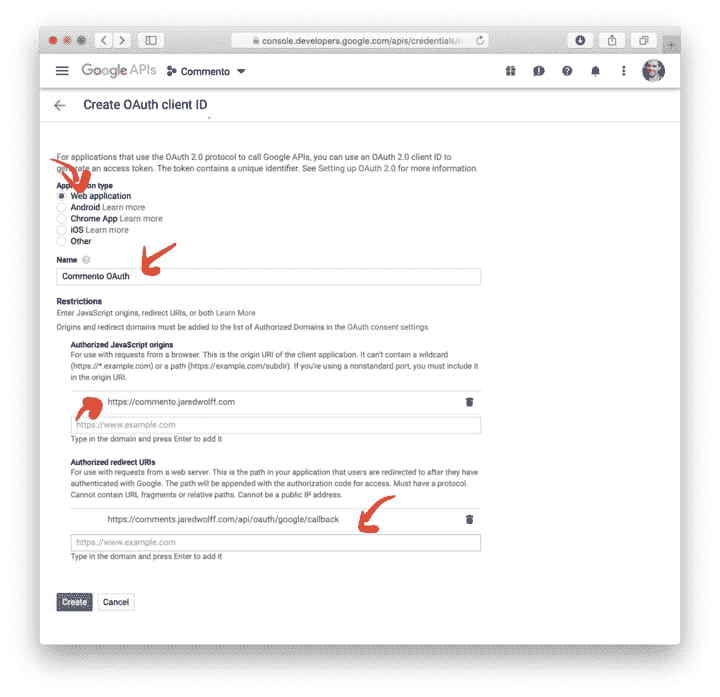 console.developers.google.com/apis/credentials/
Google APIs Commento
Create OAuth client ID
For applications that use the OAuth 2.0 protocol to call Google APIs, you can use an OAuth 2.0 client ID to
generate an access token. The token contains a unique identifier. See Setting up OAuth 2.0 for more information.
Application type
Web application
Android Learn more
Chrome App Learn more
iOS Learn more
Other
Name
Commento OAuth
Restrictions
Enter JavaScript origins, redirect URIs, or both Learn More
Origins and redirect domains must be added to the list of Authorized Domains in the OAuth consent settings.
Authorized JavaScript origins
For use with requests from a browser. This is the origin URI of the client application. It can't contain a wildcard
(https://*.example.com) or a path (https://example.com/subdir). If you're using a nonstandard port, you must include it
in the origin URI.
https://commento.jaredwolff.com
https://www.example.com
Type in the domain and press Enter to add it
Authorized redirect URIs
For use with requests from a web server. This is the path in your application that users are redirected to after they have
authenticated with Google. The path will be appended with the authorization code for access. Must have a protocol.
Cannot contain URL fragments or relative paths. Cannot be a public IP address.
https://comments.jaredwolff.com/api/oauth/google/callback
https://www.example.com
Type in the domain and press Enter to add it
Create Cancel